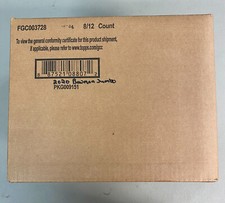 FGC003728 8/12 Count
To view the general conformity certificate for this product shipment,
if applicable, please refer to www.topps.com/gcc
2020 Bowman Jumbo
PKG009151